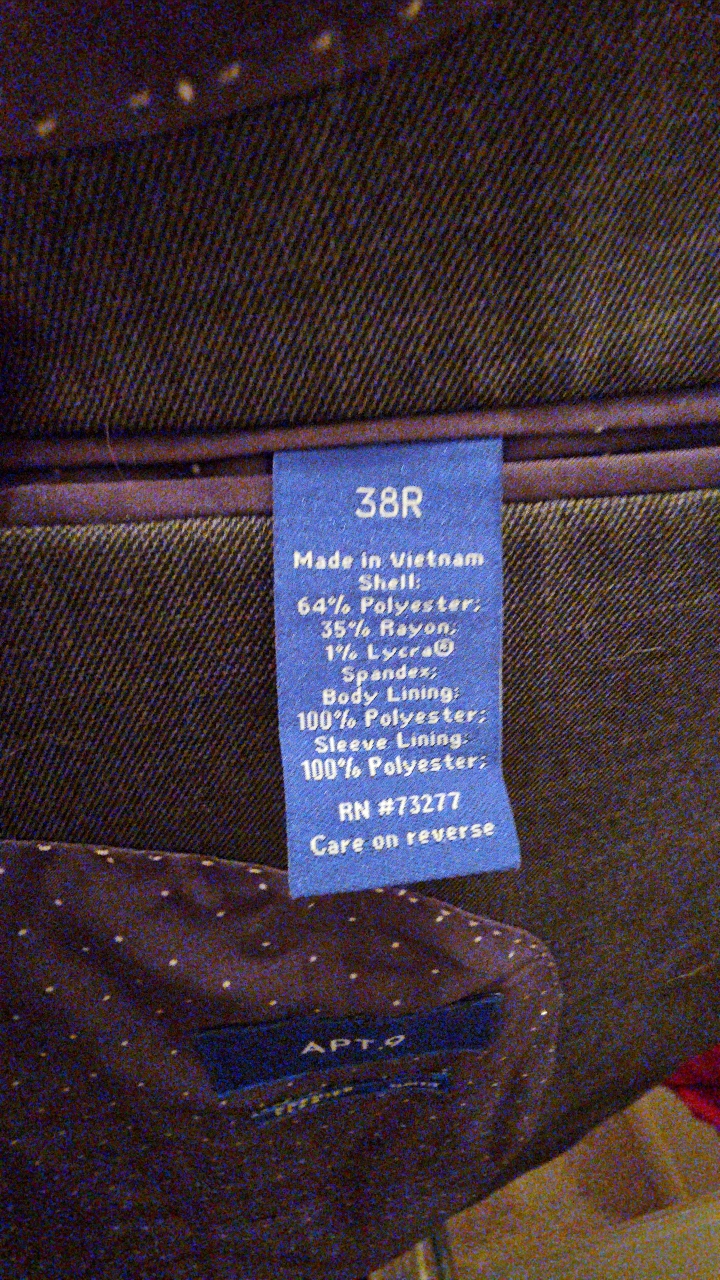 38R
Made in Vietnam
Shell:
64% Polyester;
35% Rayon;
1% Lycra®
Spandex;
Body Lining:
100% Polyester;
Sleeve Lining:
100% Polyester;
RN #73277
Care on reverse
APT.9